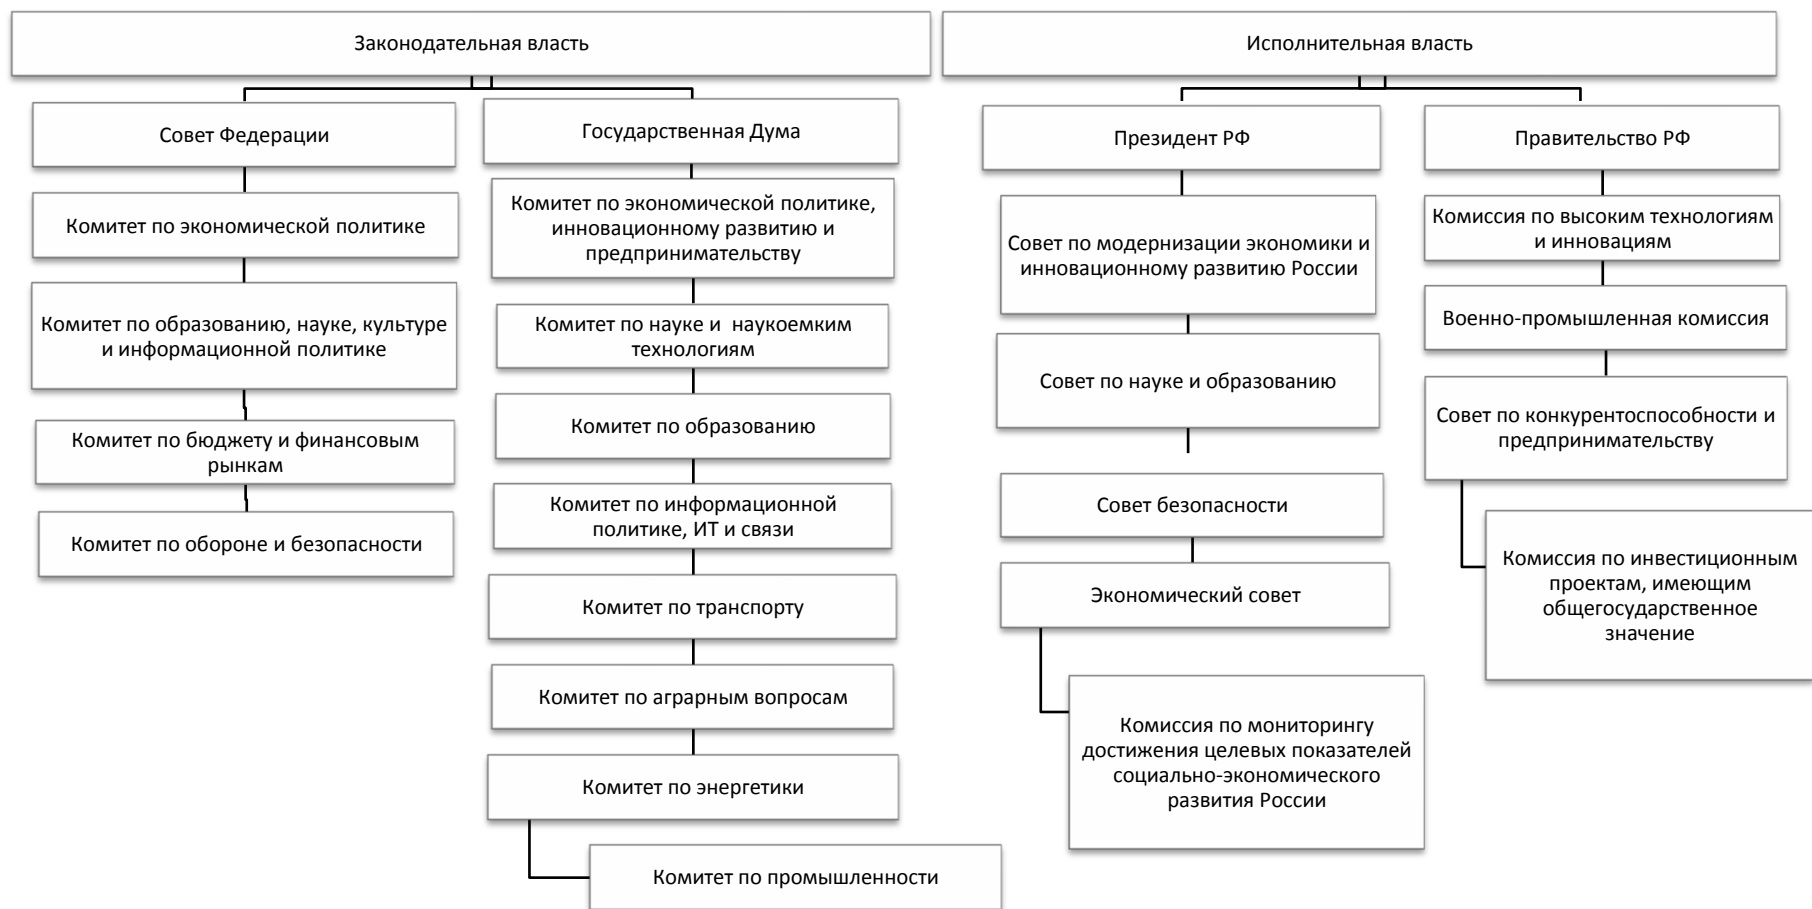 Законодательная власть
Совет Федерации
Комитет по экономической политике
Комитет по образованию, науке, культуре
и информационной политике
Комитет по бюджету и финансовым
рынкам
Комитет по обороне и безопасности
Государственная Дума
Комитет по экономической политике,
инновационному развитию и
предпринимательству
Комитет по науке и наукоемким
технологиям
Комитет по образованию
Комитет по информационной
политике, ИТ и связи
Комитет по транспорту
Комитет по аграрным вопросам
Комитет по энергетики
Комитет по промышленности
Исполнительная власть
Президент РФ
Совет по модернизации экономики и
инновационному развитию России
Совет по науке и образованию
Совет безопасности
Экономический совет
Комиссия по мониторингу
достижения целевых показателей
социально-экономического
развития России
Правительство РФ
Комиссия по высоким технологиям
и инновациям
Военно-промышленная комиссия
Совет по конкурентоспособности и
предпринимательству
Комиссия по инвестиционным
проектам, имеющим
общегосударственное
значение